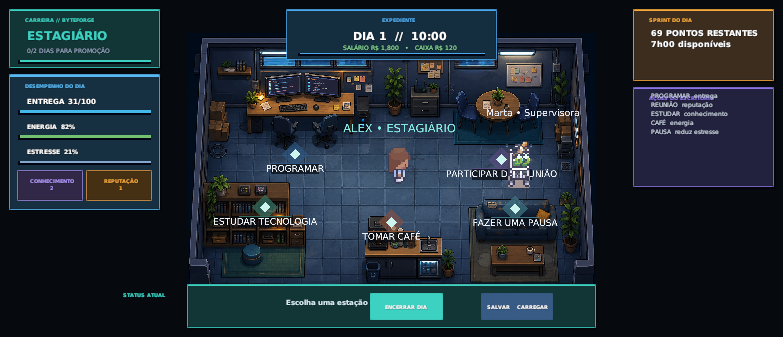 CARREIRA // BYTEFORGE
ESTAGIÁRIO
0/2 DIAS PARA PROMOÇÃO
DESEMPENHO DO DIA
ENTREGA 31/100
ENERGIA 82%
ESTRESSE 21%
CONHECIMENTO
2
REPUTAÇÃO
1
EXPEDIENTE
DIA 1 // 10:00
SALÁRIO R$ 1,800 • CAIXA R$ 120
SPRINT DO DIA
69 PONTOS RESTANTES
7h00 disponíveis
PROGRAMAR entrega
REUNIÃO reputação
ESTUDAR conhecimento
CAFÉ energia
PAUSA reduz estresse
Marta • Supervisora
ALEX • ESTAGIÁRIO
PROGRAMAR
PARTICIPAR D UNIÃO
ESTUDAR TECNOLOGIA
TOMAR CAFÉ
FAZER UMA PAUSA
STATUS ATUAL
Escolha uma estação
ENCERRAR DIA
SALVAR CARREGAR